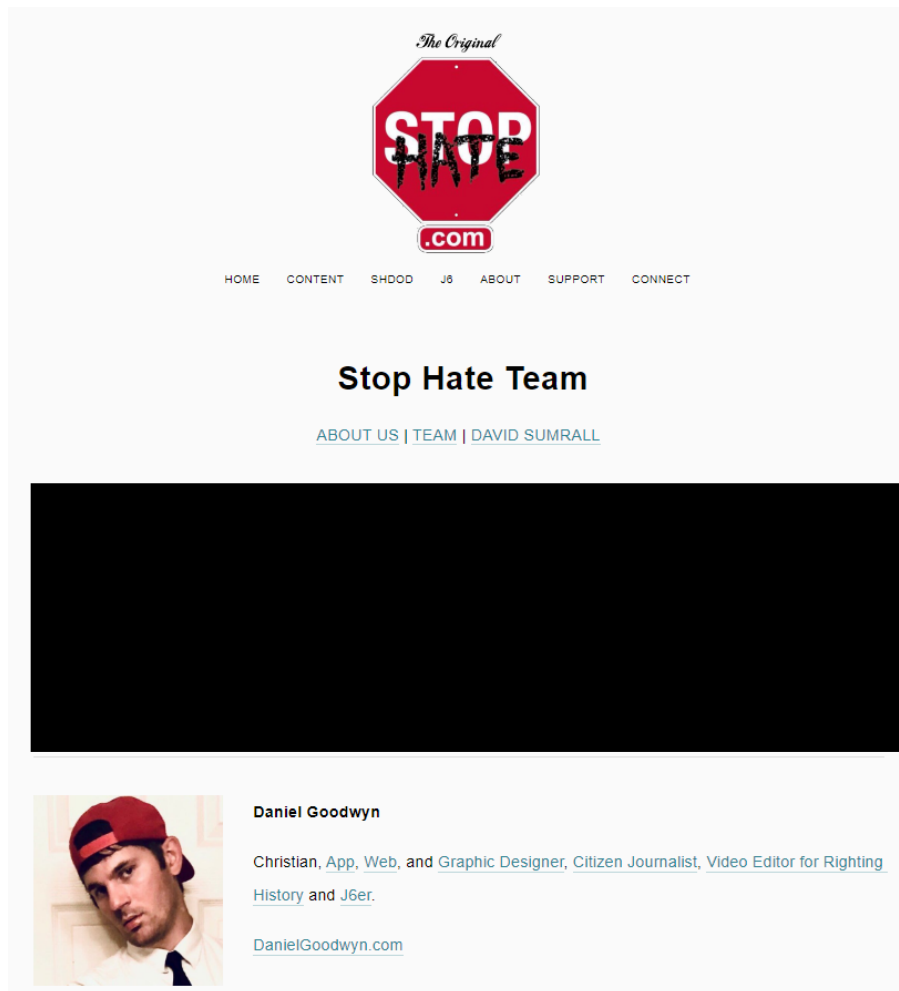 The Original
STOP
HATE
.com
HOME CONTENT SHDOD J6 ABOUT SUPPORT CONNECT
Stop Hate Team
ABOUT US | TEAM | DAVID SUMRALL
Daniel Goodwyn
Christian, App, Web, and Graphic Designer, Citizen Journalist, Video Editor for Righting
History and J6er.
DanielGoodwyn.com